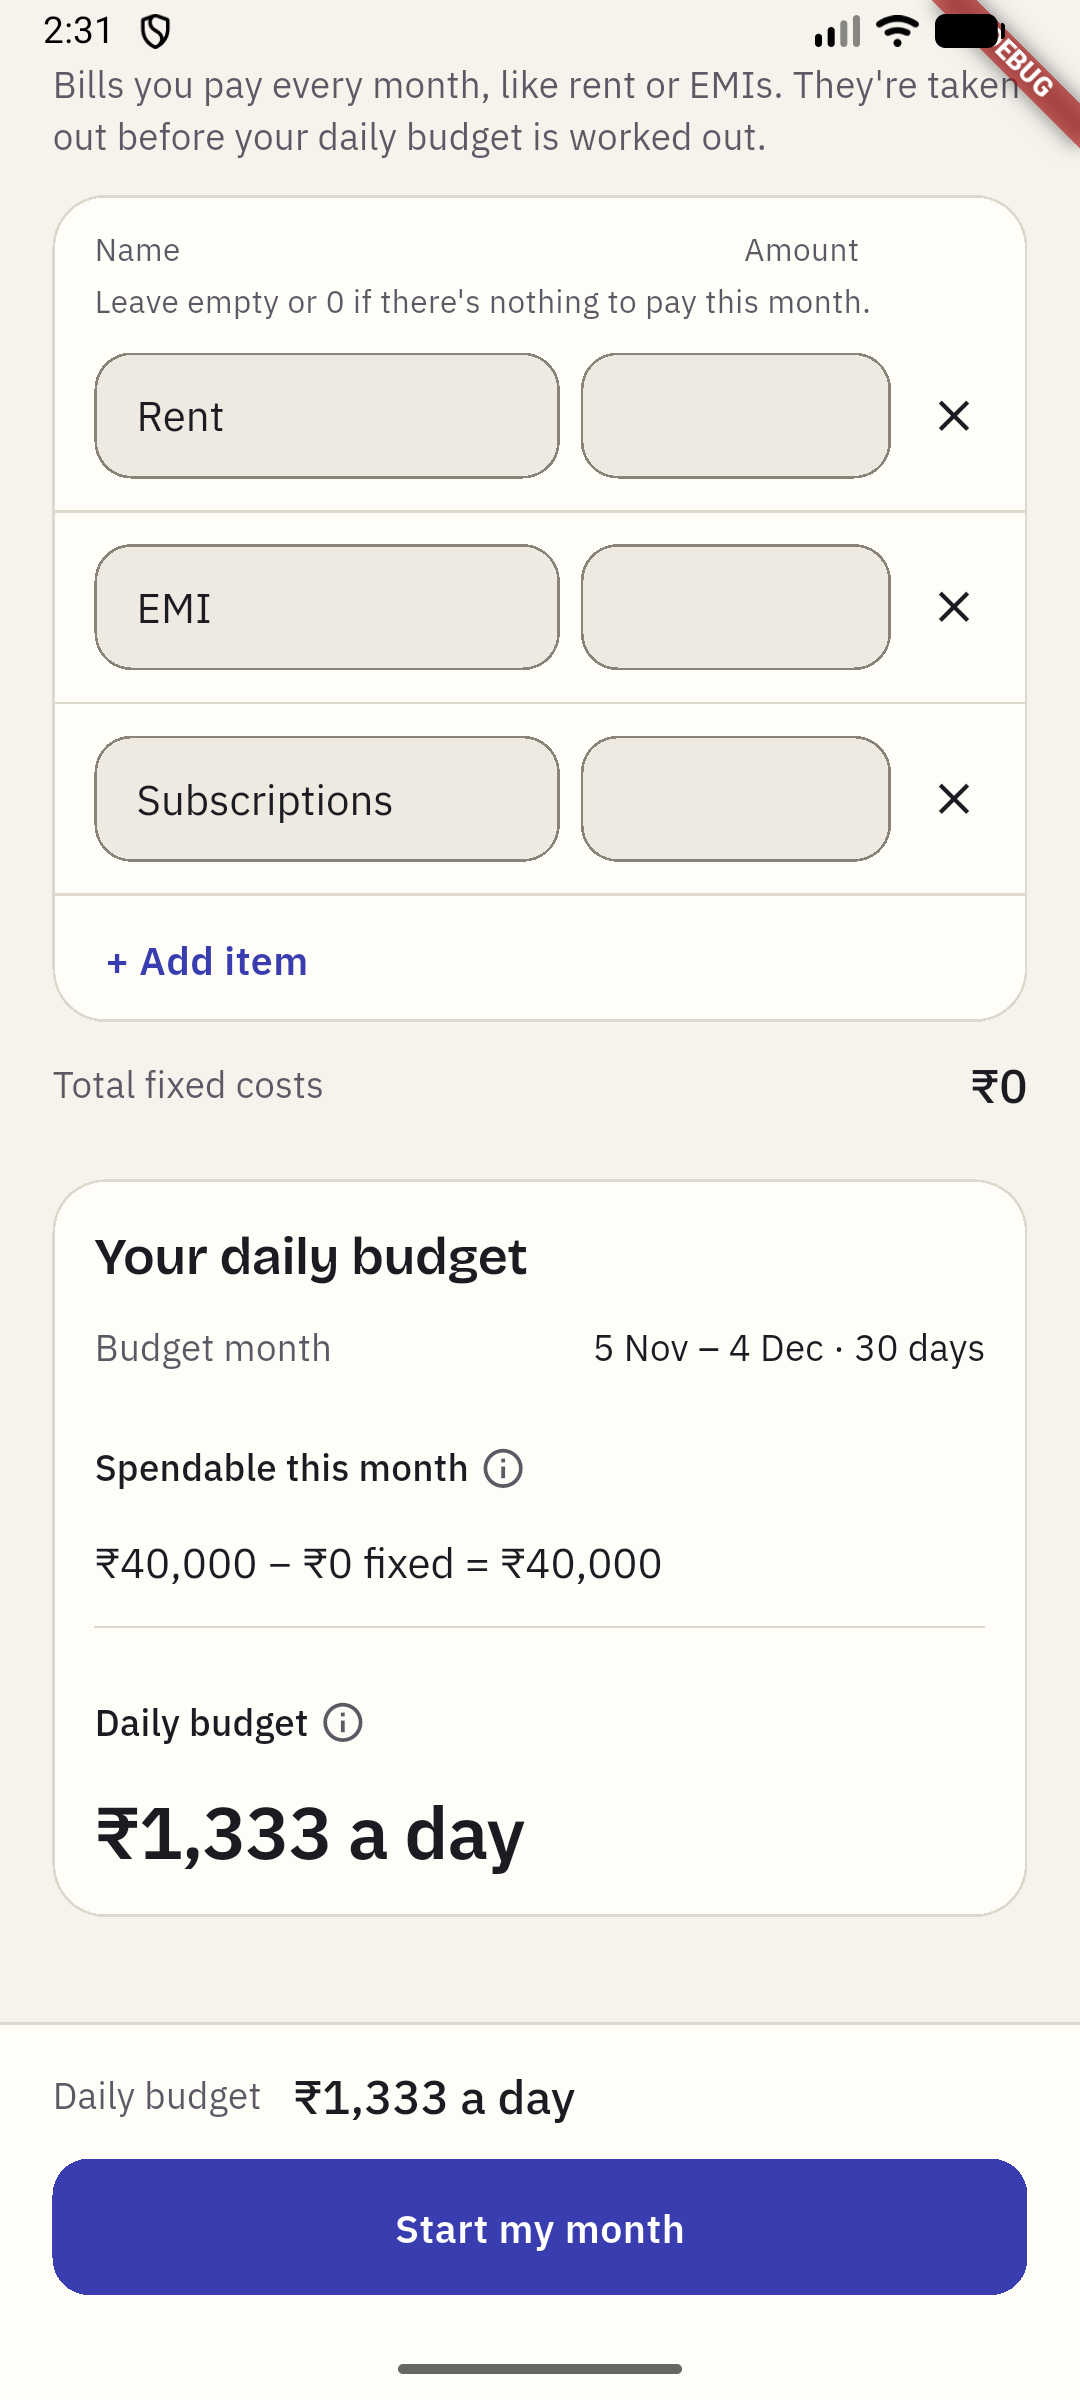 2:31
EBUG
Bills you pay every month, like rent or EMIs. They're taken
out before your daily budget is worked out.
Name Amount
Leave empty or 0 if there's nothing to pay this month.
Rent
EMI
Subscriptions
+ Add item
Total fixed costs ₹0
Your daily budget
Budget month 5 Nov – 4 Dec · 30 days
Spendable this month
₹40,000 – ₹0 fixed = ₹40,000
Daily budget
₹1,333 a day
Daily budget ₹1,333 a day
Start my month